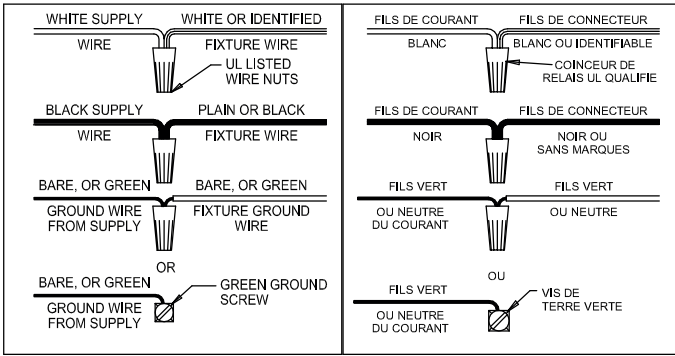 WHITE SUPPLY
WIRE
WHITE OR IDENTIFIED
FIXTURE WIRE
UL LISTED
WIRE NUTS
BLACK SUPPLY
WIRE
PLAIN OR BLACK
FIXTURE WIRE
BARE, OR GREEN
GROUND WIRE
FROM SUPPLY
BARE, OR GREEN
FIXTURE GROUND
WIRE
OR
BARE, OR GREEN
GROUND WIRE
FROM SUPPLY
GREEN GROUND
SCREW
FILS DE COURANT
BLANC
FILS DE CONNECTEUR
BLANC OU IDENTIFIABLE
COINCEUR DE
RELAIS UL QUALIFIE
FILS DE COURANT
NOIR
FILS DE CONNECTEUR
NOIR OU
SANS MARQUES
FILS VERT
OU NEUTRE
DU COURANT
FILS VERT
OU NEUTRE
OU
FILS VERT
OU NEUTRE
DU COURANT
VIS DE
TERRE VERTE